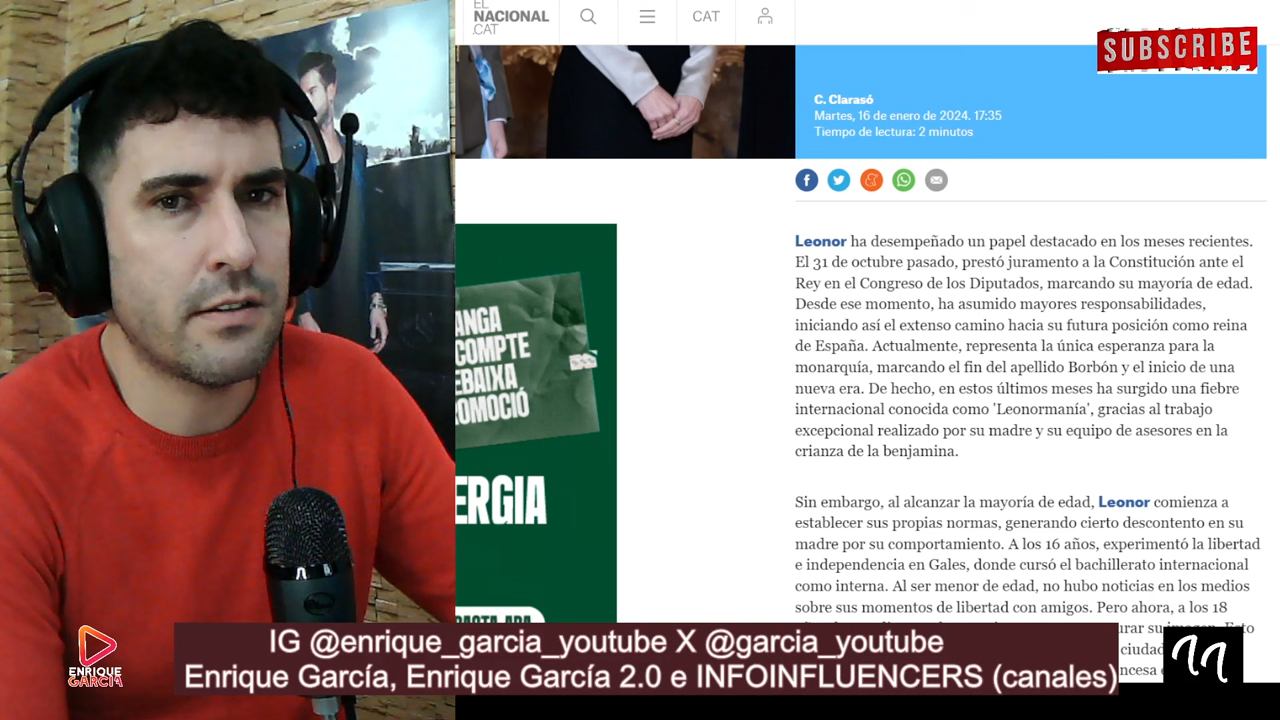 EL
NACIONAL
.CAT
CAT
SUBSCRIBE
C. Clarasó
Martes, 16 de enero de 2024. 17:35
Tiempo de lectura: 2 minutos
Leonor ha desempeñado un papel destacado en los meses recientes.
El 31 de octubre pasado, prestó juramento a la Constitución ante el
Rey en el Congreso de los Diputados, marcando su mayoría de edad.
Desde ese momento, ha asumido mayores responsabilidades,
iniciando así el extenso camino hacia su futura posición como reina
de España. Actualmente, representa la única esperanza para la
monarquía, marcando el fin del apellido Borbón y el inicio de una
nueva era. De hecho, en estos últimos meses ha surgido una fiebre
internacional conocida como 'Leonormanía', gracias al trabajo
excepcional realizado por su madre y su equipo de asesores en la
crianza de la benjamina.
Sin embargo, al alcanzar la mayoría de edad, Leonor comienza a
establecer sus propias normas, generando cierto descontento en su
madre por su comportamiento. A los 16 años, experimentó la libertad
e independencia en Gales, donde cursó el bachillerato internacional
como interna. Al ser menor de edad, no hubo noticias en los medios
sobre sus momentos de libertad con amigos. Pero ahora, a los 18
ANGA
COMPTE
EBAIXA
OMOCIÓ
ERGIA
IG @enrique_garcia_youtube X @garcia_youtube
Enrique García, Enrique García 2.0 e INFOINFLUENCERS (canales)
ENRIQUE
GARCÍA